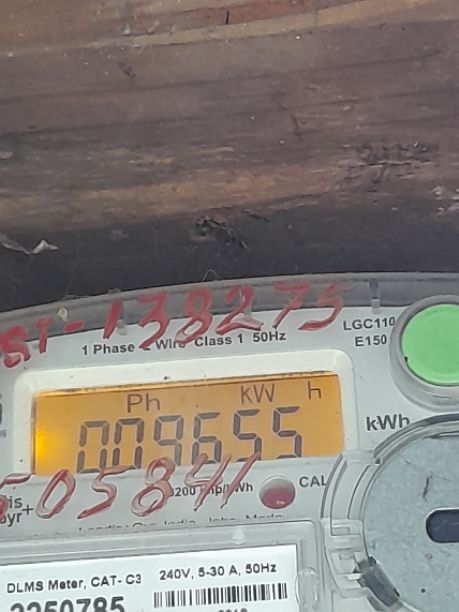 138275
LGC110
1 Phase 2 Wire Class 1 50Hz
E150
Ph kW h
009655
kWh
05841
3200 imp/kWh
CAL
DLMS Meter, CAT- C3 240V, 5-30 A, 50Hz
2250785